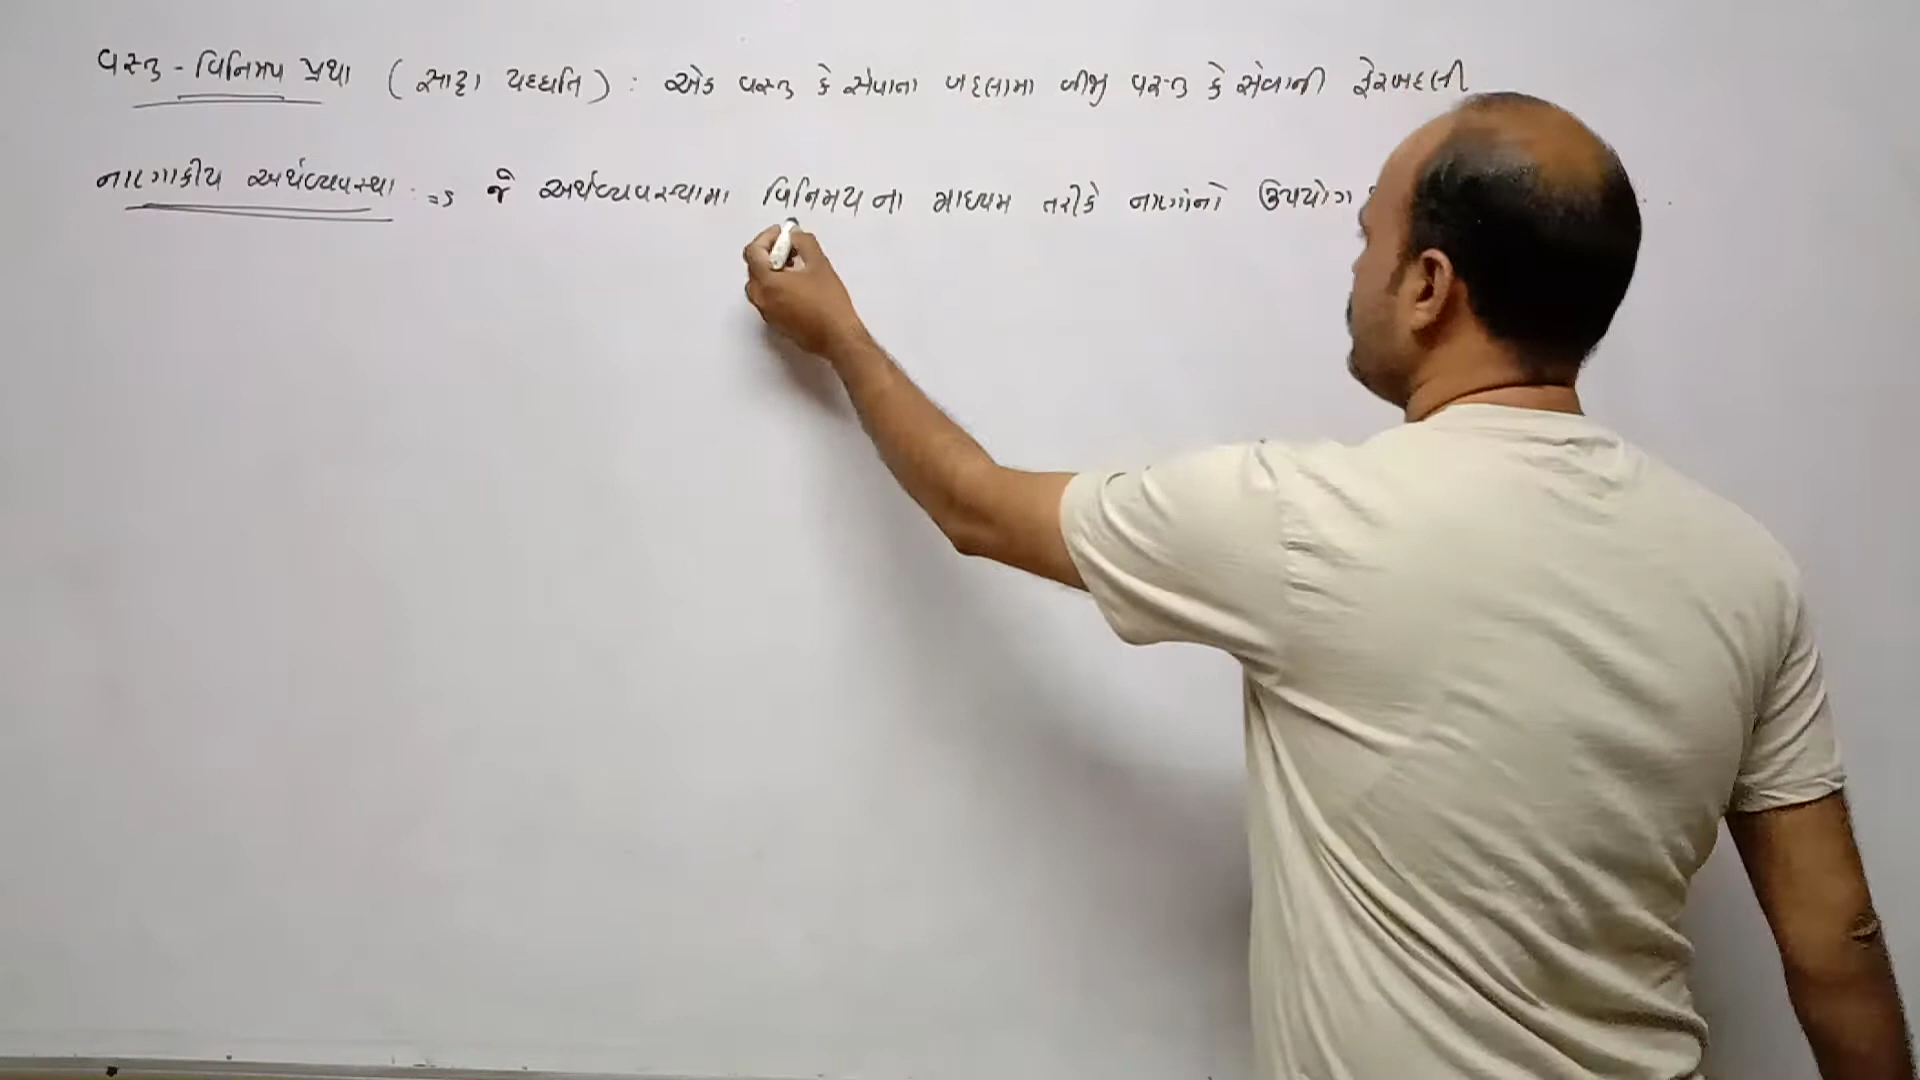 વસ્તુ - વિનિમય પ્રથા ( સાટા પદ્ધતિ ) : એક વસ્તુ કે સેવાના બદલામા બીજી વસ્તુ કે સેવાની ફેરબદલી
નાણાકીય અર્થવ્યવસ્થા : => જે અર્થવ્યવસ્થામા વિનિમય ના માધ્યમ તરીકે નાણાંનો ઉપયોગ